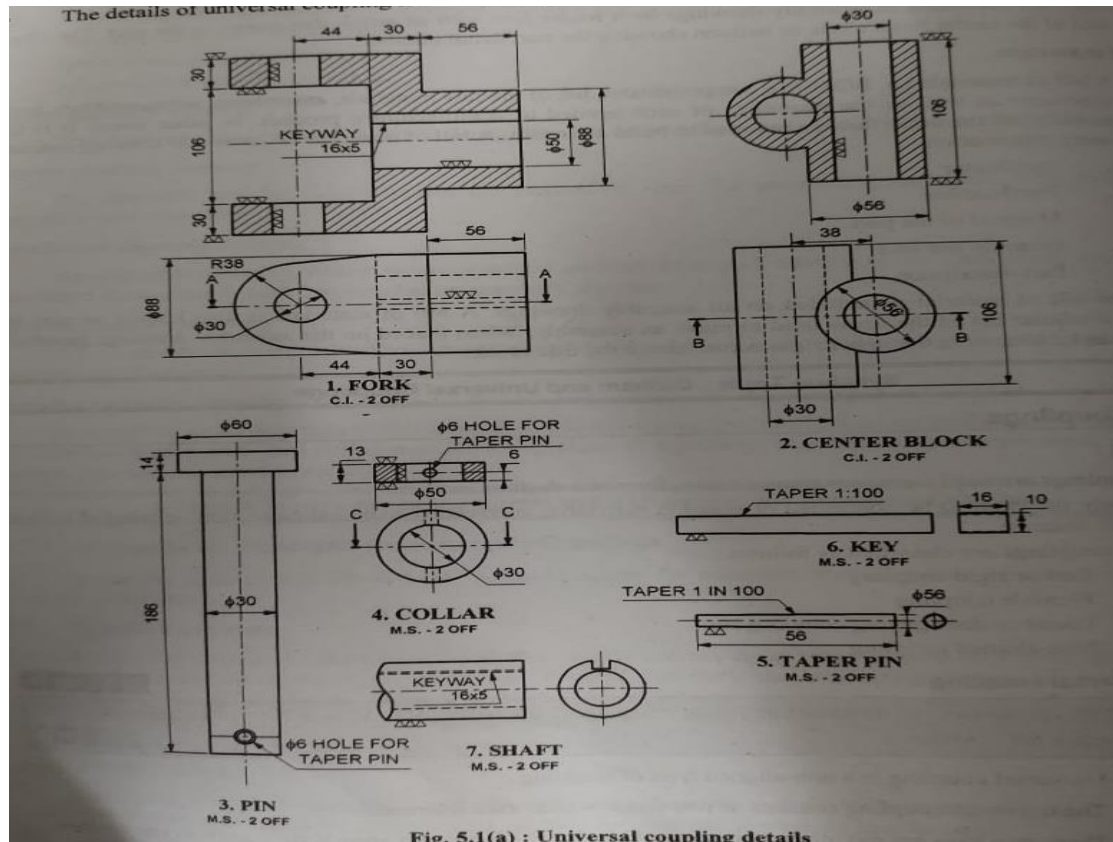 The details of universal coupling
44 30 56
30
106
30
KEYWAY
16x5
ϕ50
ϕ88
56
R38
A A
ϕ88
ϕ30
44 30
1. FORK
C.I. - 2 OFF
ϕ30
106
ϕ56
38
ϕ56
106
B B
ϕ30
2. CENTER BLOCK
C.I. - 2 OFF
ϕ60
14
186
ϕ30
ϕ6 HOLE FOR
TAPER PIN
3. PIN
M.S. - 2 OFF
ϕ6 HOLE FOR
TAPER PIN
13 6
ϕ50
C C
ϕ30
4. COLLAR
M.S. - 2 OFF
TAPER 1:100
16 10
6. KEY
M.S. - 2 OFF
TAPER 1 IN 100
ϕ56
56
5. TAPER PIN
M.S. - 2 OFF
KEYWAY
16x5
7. SHAFT
M.S. - 2 OFF
Fig. 5.1(a) : Universal coupling details